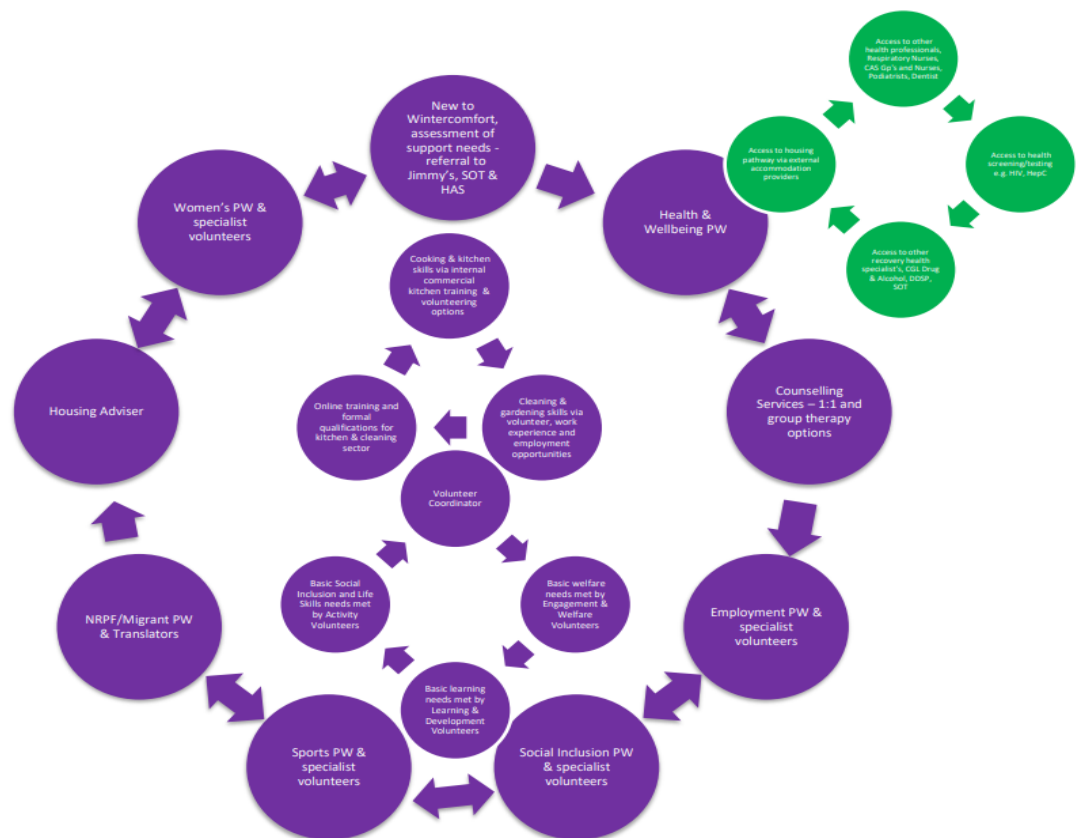 New to
Wintercomfort,
assessment of
support needs -
referral to
Jimmy's, SOT &
HAS
Health &
Wellbeing PW
Access to other
health professionals,
Respiratory Nurses,
CAS Gp's and Nurses,
Podiatrists, Dentist
Access to health
screening/testing
e.g. HIV, HepC
Access to other
recovery health
specialist's, CGL Drug
& Alcohol, DDSP,
SOT
Access to housing
pathway via external
accommodation
providers
Counselling
Services – 1:1 and
group therapy
options
Employment PW &
specialist
volunteers
Social Inclusion PW
& specialist
volunteers
Sports PW &
specialist
volunteers
NRPF/Migrant PW
& Translators
Housing Adviser
Women's PW &
specialist
volunteers
Cooking & kitchen
skills via internal
commercial
kitchen training &
volunteering
options
Cleaning &
gardening skills via
volunteer, work
experience and
employment
opportunities
Online training and
formal
qualifications for
kitchen & cleaning
sector
Volunteer
Coordinator
Basic welfare
needs met by
Engagement &
Welfare
Volunteers
Basic learning
needs met by
Learning &
Development
Volunteers
Basic Social
Inclusion and Life
Skills needs met
by Activity
Volunteers